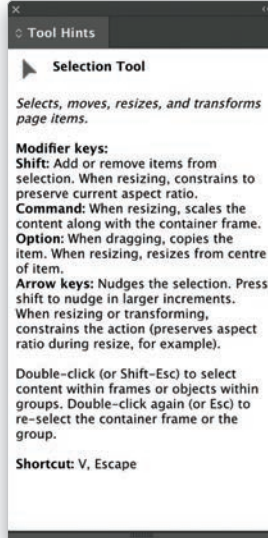 Tool Hints
Selection Tool
Selects, moves, resizes, and transforms
page items.
Modifier keys:
Shift: Add or remove items from
selection. When resizing, constrains to
preserve current aspect ratio.
Command: When resizing, scales the
content along with the container frame.
Option: When dragging, copies the
item. When resizing, resizes from centre
of item.
Arrow keys: Nudges the selection. Press
shift to nudge in larger increments.
When resizing or transforming,
constrains the action (preserves aspect
ratio during resize, for example).
Double-click (or Shift-Esc) to select
content within frames or objects within
groups. Double-click again (or Esc) to
re-select the container frame or the
group.
Shortcut: V, Escape